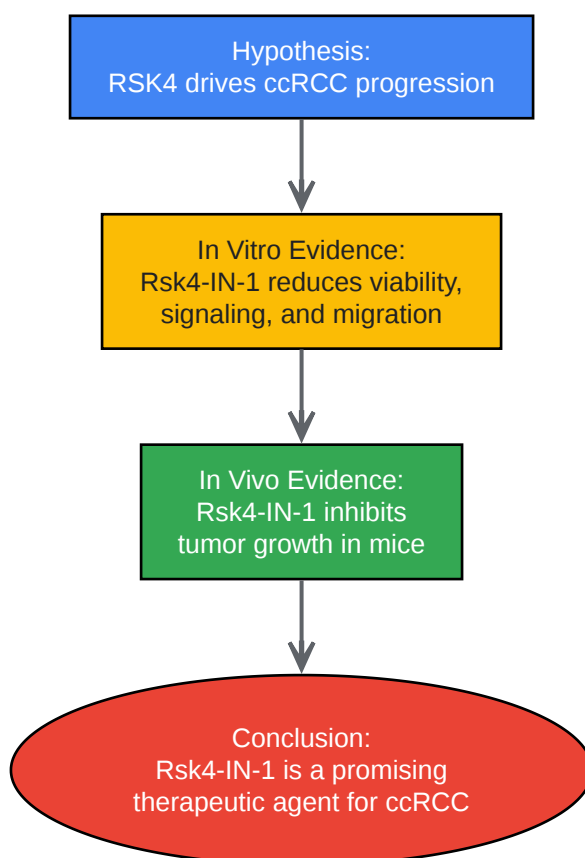 Hypothesis:
RSK4 drives ccRCC progression
In Vitro Evidence:
Rsk4-IN-1 reduces viability,
signaling, and migration
In Vivo Evidence:
Rsk4-IN-1 inhibits
tumor growth in mice
Conclusion:
Rsk4-IN-1 is a promising
therapeutic agent for ccRCC